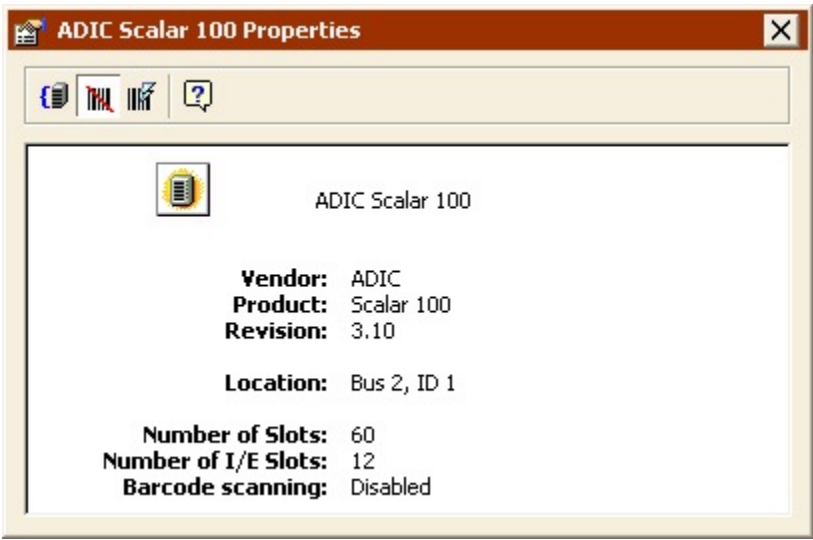 ADIC Scalar 100 Properties
ADIC Scalar 100
Vendor: ADIC
Product: Scalar 100
Revision: 3.10
Location: Bus 2, ID 1
Number of Slots: 60
Number of I/E Slots: 12
Barcode scanning: Disabled